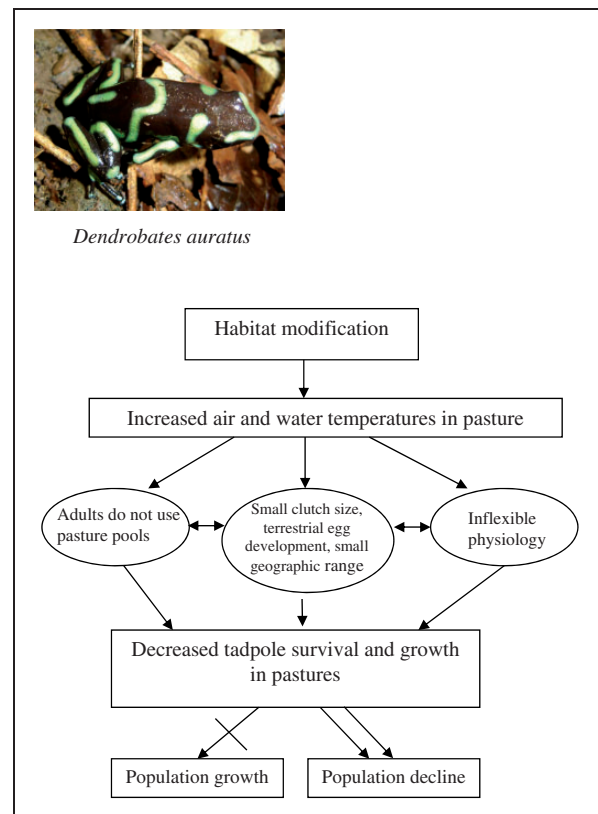 Dendrobates auratus
Habitat modification
Increased air and water temperatures in pasture
Adults do not use
pasture pools
Small clutch size,
terrestrial egg
development, small
geographic range
Inflexible
physiology
Decreased tadpole survival and growth
in pastures
Population growth
Population decline